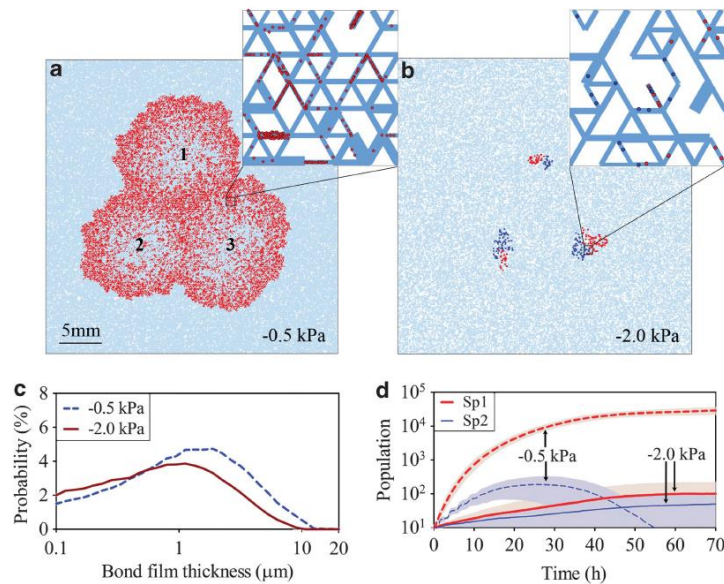 a
1
2
3
5mm
-0.5 kPa
b
-2.0 kPa
c
8
6
4
2
0
Probability (%)
-0.5 kPa
-2.0 kPa
0.1
1
10
20
Bond film thickness (μm)
d
10⁵
10⁴
10³
10²
10¹
Population
Sp1
Sp2
-0.5 kPa
-2.0 kPa
0 10 20 30 40 50 60 70
Time (h)